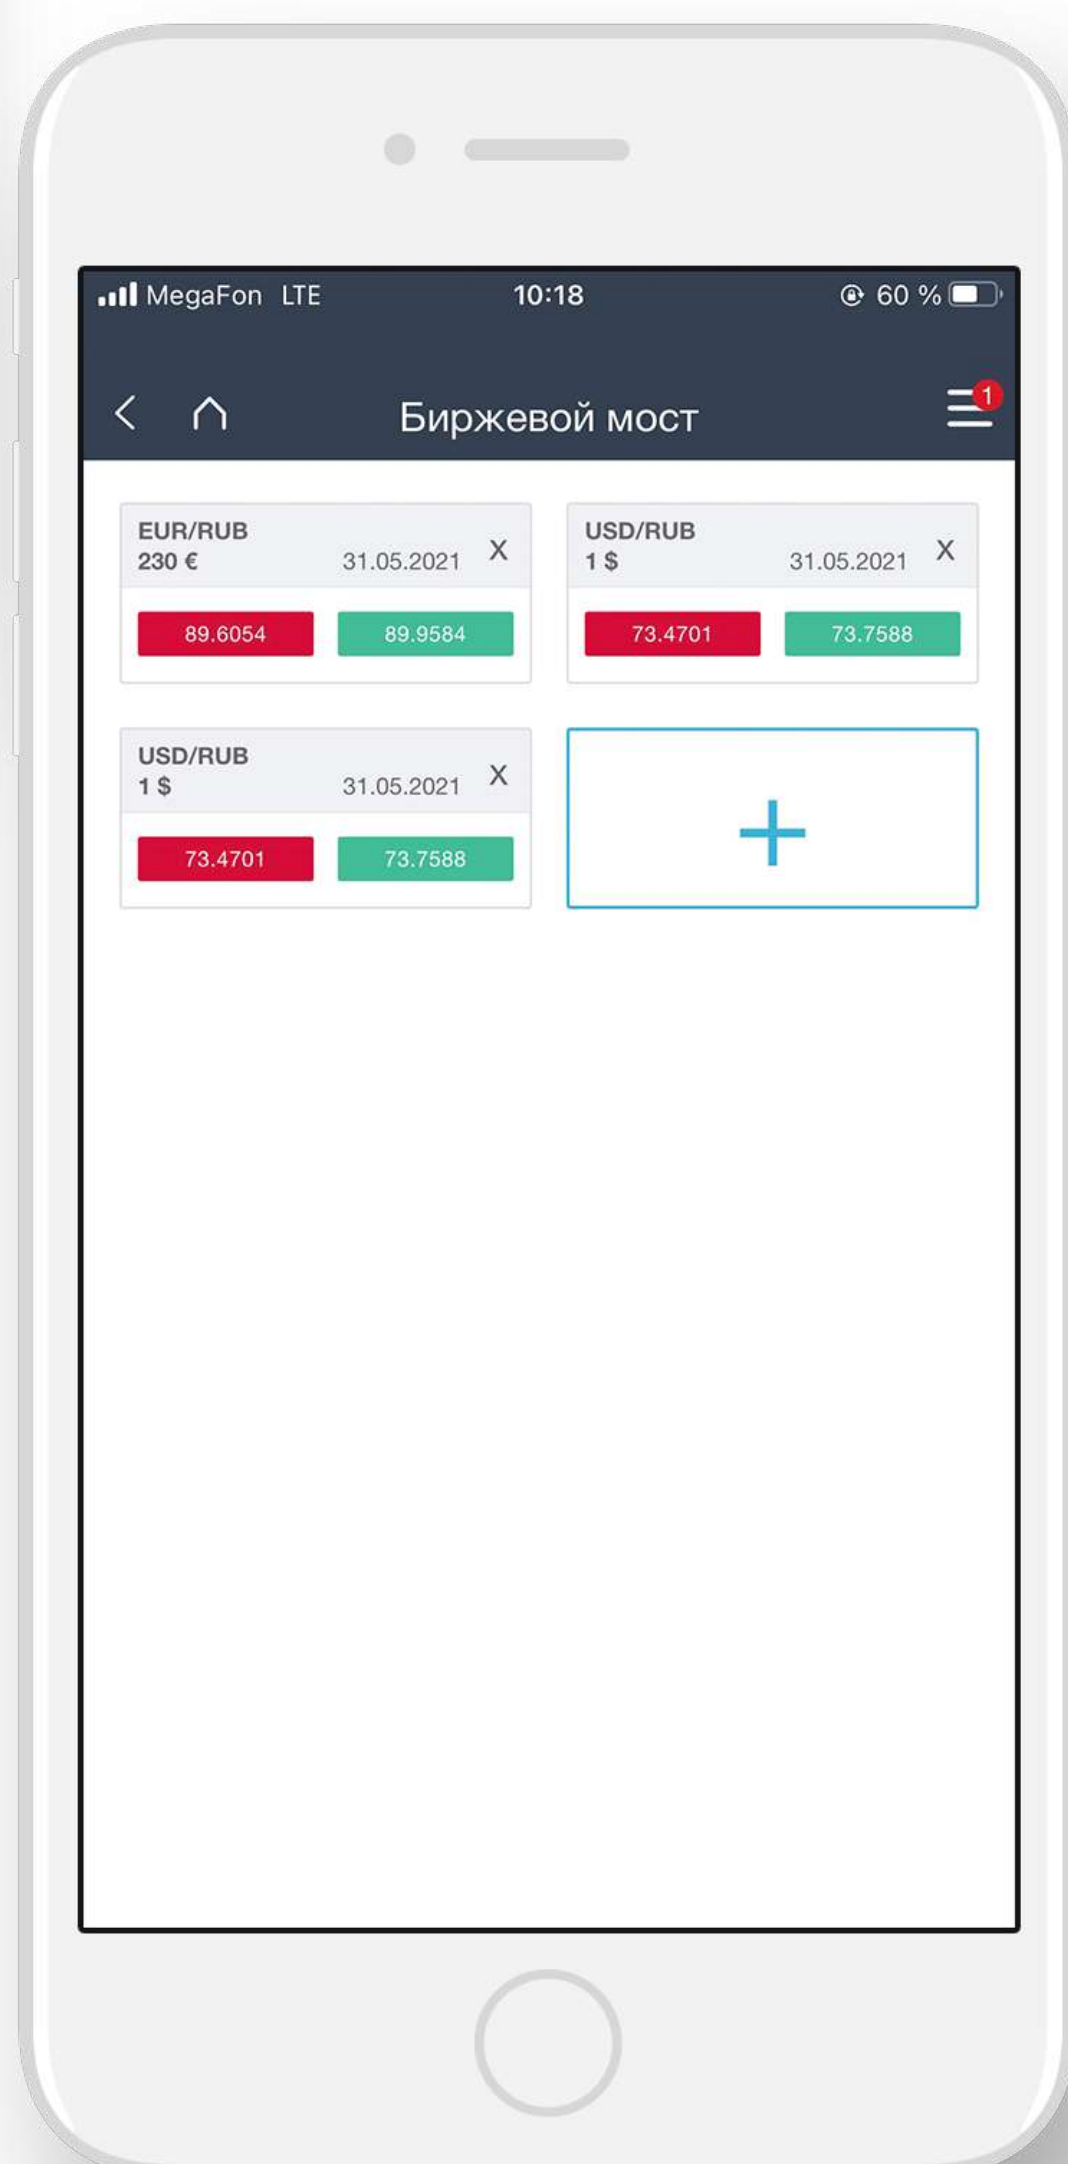 MegaFon LTE 10:18 60 %
Биржевой мост 1
EUR/RUB
230 € 31.05.2021 X
89.6054 89.9584
USD/RUB
1 $ 31.05.2021 X
73.4701 73.7588
USD/RUB
1 $ 31.05.2021 X
73.4701 73.7588
+